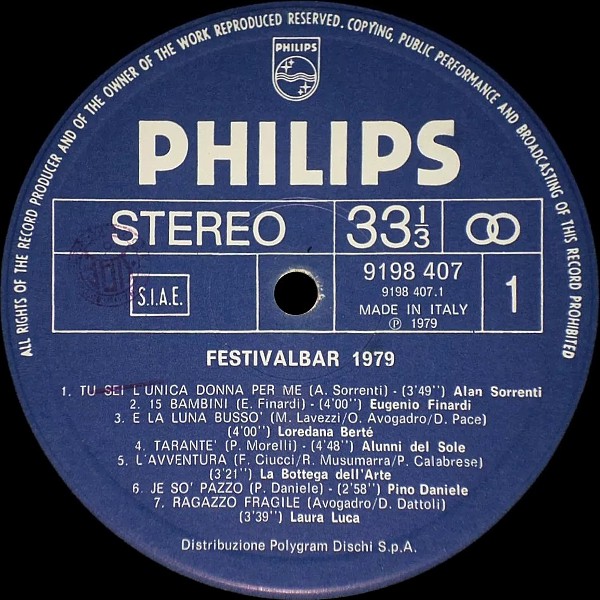 ALL RIGHTS OF THE RECORD PRODUCER AND OF THE OWNER OF THE WORK REPRODUCED RESERVED. COPYING, PUBLIC PERFORMANCE AND BROADCASTING OF THIS RECORD PROHIBITED
PHILIPS
PHILIPS
STEREO
33 1/3
S.I.A.E.
9198 407
9198 407.1
MADE IN ITALY
Ⓟ 1979
1
FESTIVALBAR 1979
1. TU SEI L'UNICA DONNA PER ME (A. Sorrenti) - (3'49'') Alan Sorrenti
2. 15 BAMBINI (E. Finardi) - (4'00'') Eugenio Finardi
3. E LA LUNA BUSSO' (M. Lavezzi/O. Avogadro/D. Pace)
(4'00'') Loredana Berté
4. TARANTE' (P. Morelli) - (4'48'') Alunni del Sole
5. L'AVVENTURA (F. Ciucci/R. Musumarra/P. Calabrese)
(3'21'') La Bottega dell'Arte
6. JE SO' PAZZO (P. Daniele) - (2'58'') Pino Daniele
7. RAGAZZO FRAGILE (Avogadro/D. Dattoli)
(3'39'') Laura Luca
Distribuzione Polygram Dischi S.p.A.